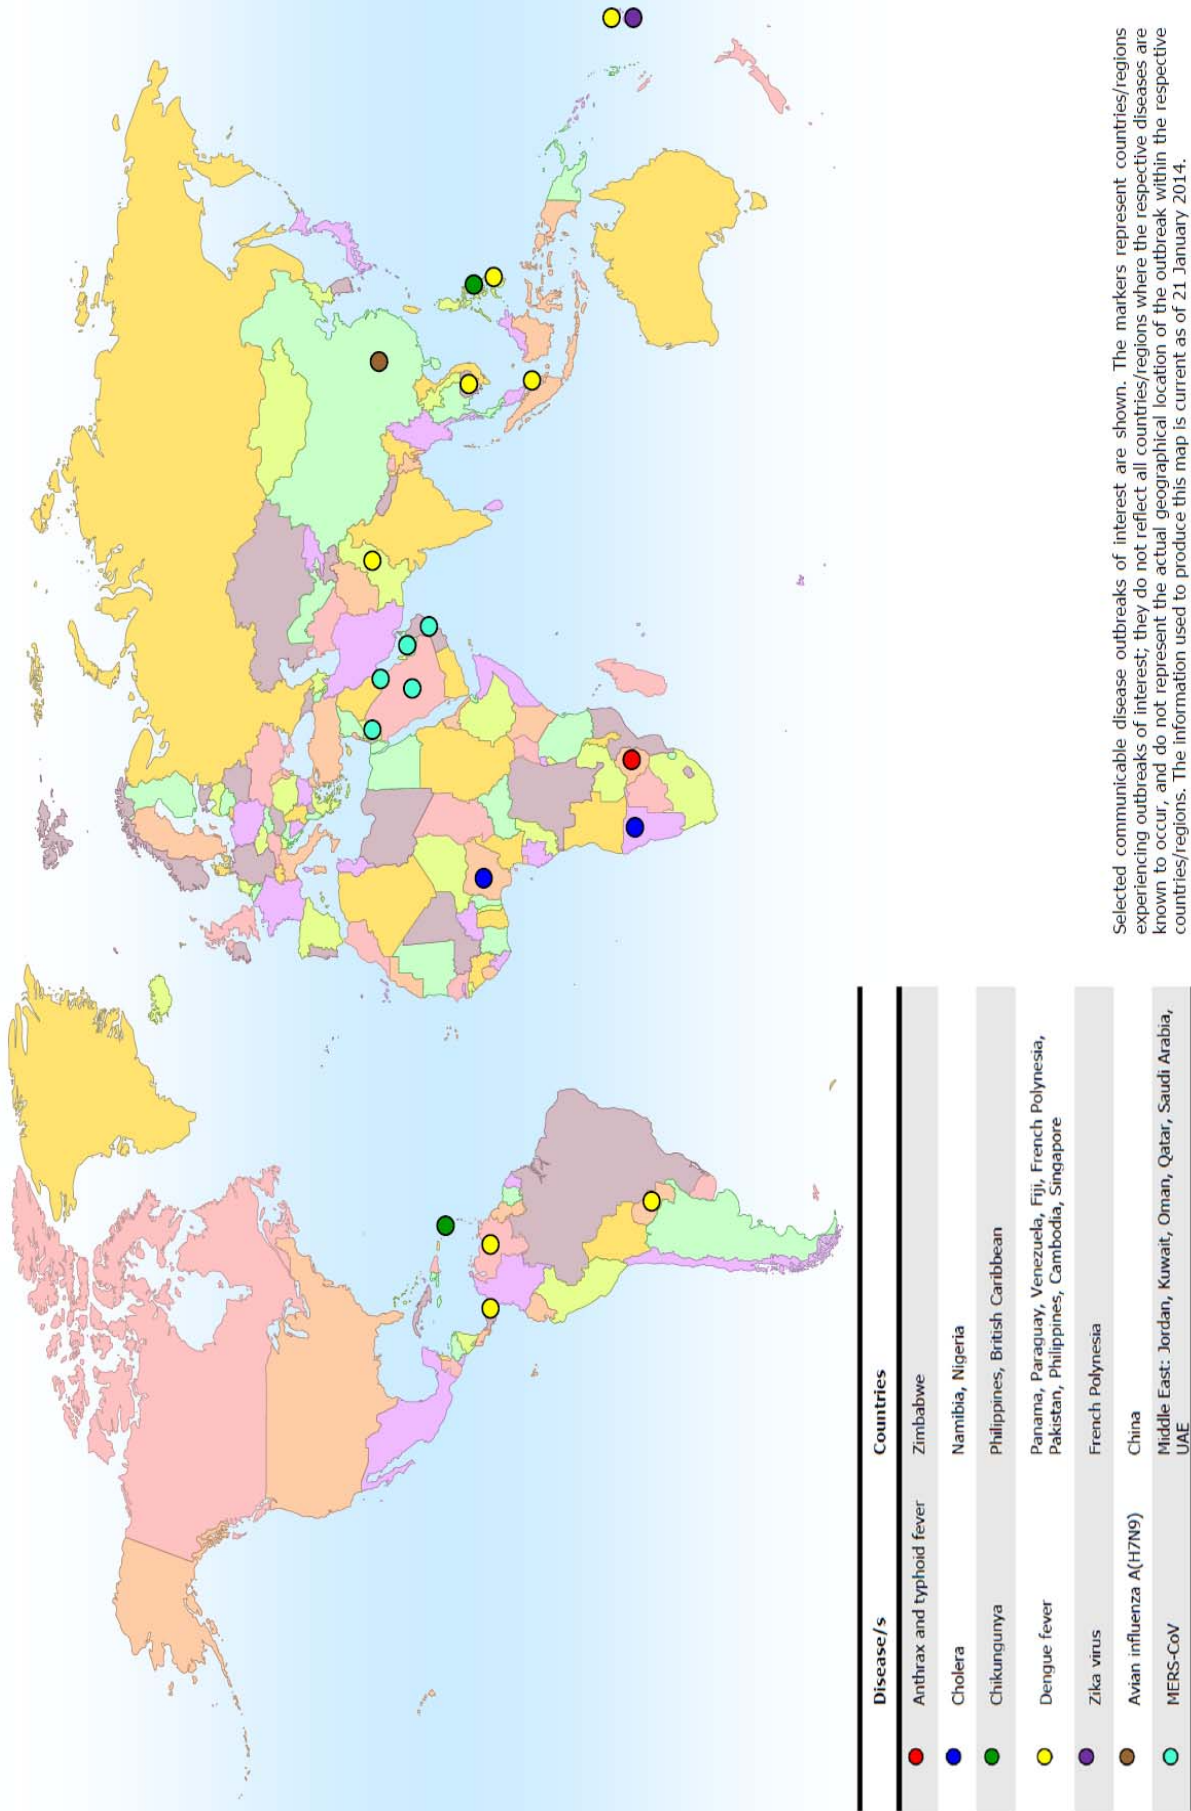 Disease/s Countries
Anthrax and typhoid fever Zimbabwe
Cholera Namibia, Nigeria
Chikungunya Philippines, British Caribbean
Dengue fever Panama, Paraguay, Venezuela, Fiji, French Polynesia,
Pakistan, Philippines, Cambodia, Singapore
Zika virus French Polynesia
Avian influenza A(H7N9) China
MERS-CoV Middle East: Jordan, Kuwait, Oman, Qatar, Saudi Arabia,
UAE
Selected communicable disease outbreaks of interest are shown. The markers represent countries/regions
experiencing outbreaks of interest; they do not reflect all countries/regions where the respective diseases are
known to occur, and do not represent the actual geographical location of the outbreak within the respective
countries/regions. The information used to produce this map is current as of 21 January 2014.